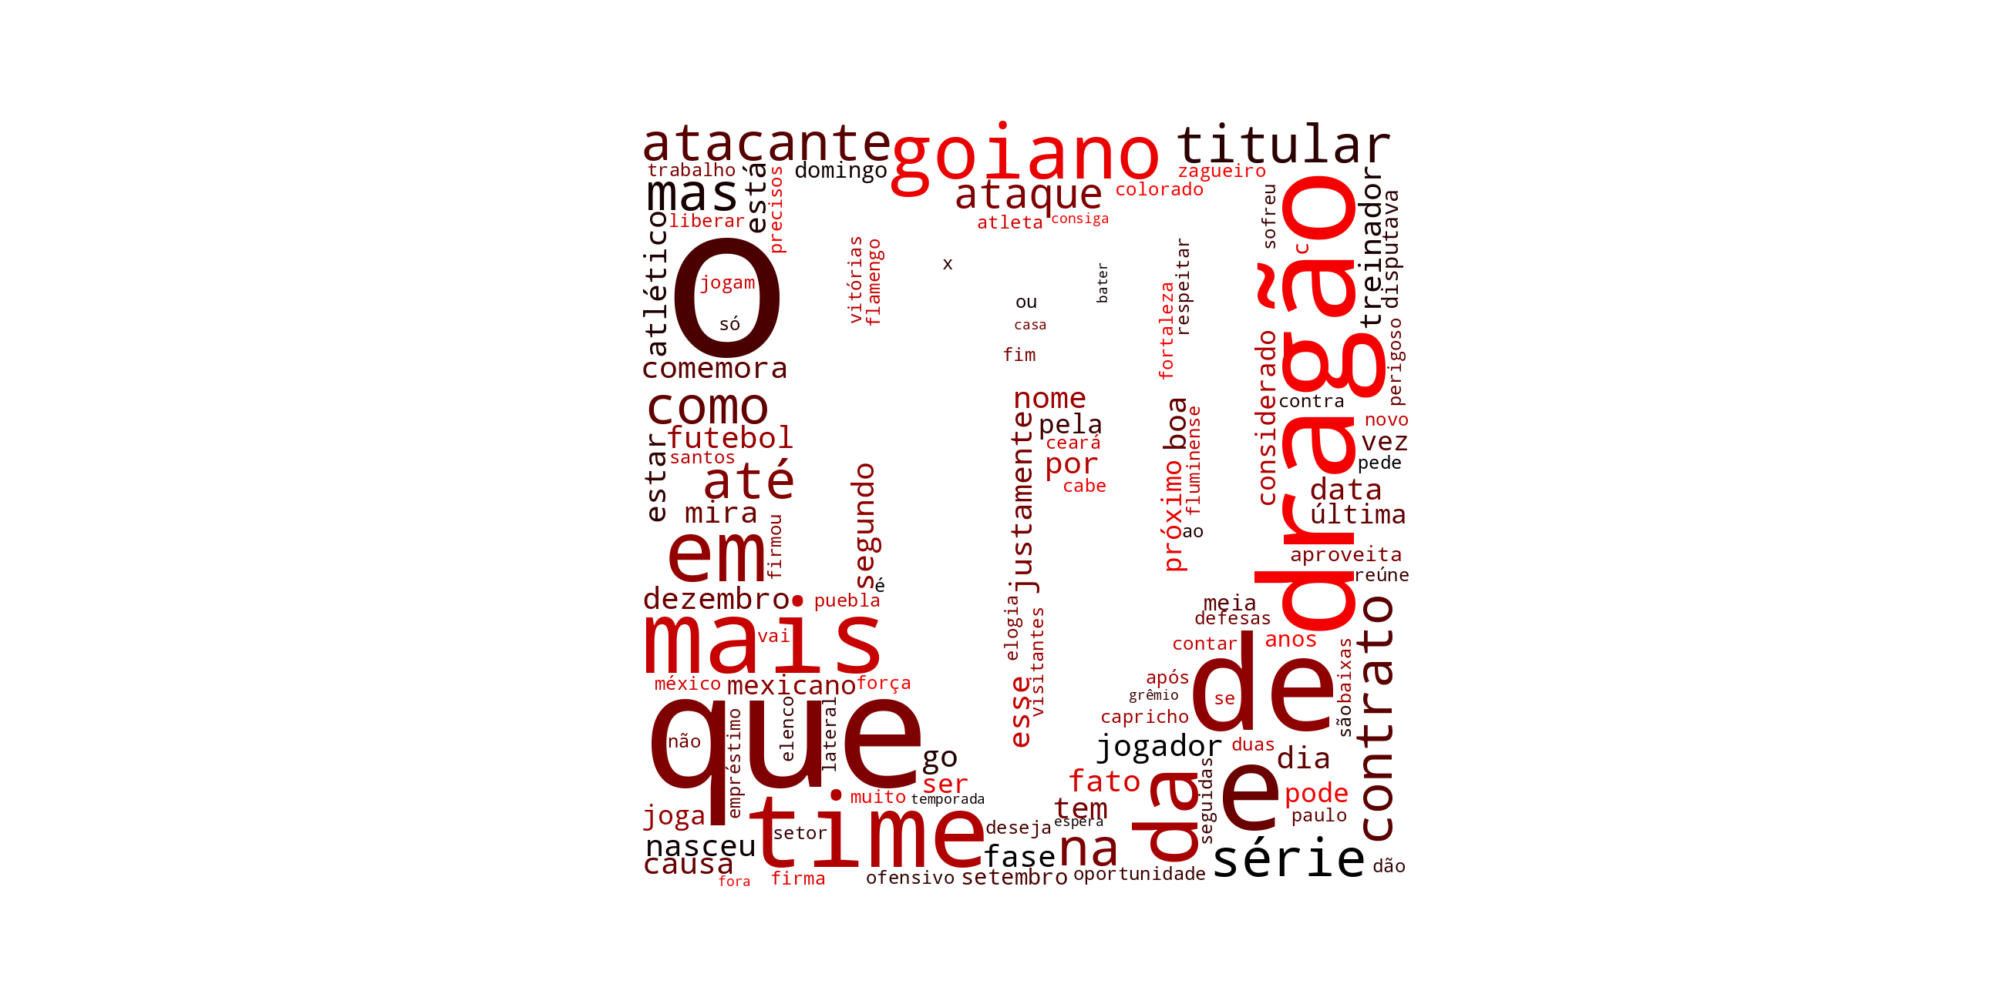 atacante
goiano
titular
trabalho
está
precisos
domingo
ataque
colorado
zagueiro
mas
liberar
atleta
consiga
sofreu
dragão
c
treinador
disputava
atlético
o
jogam
só
vitórias
flamengo
x
bater
respeitar
ou
casa
fortaleza
fim
comemora
perigoso
considerado
contra
como
nome
boa
futebol
justamente
pela
ceará
fluminense
novo
vez
pede
estar
santos
até
segundo
por
cabe
próximo
data
mira
última
firmou
em
ao
aproveita
é
reúne
dezembro
puebla
elogia
visitantes
meia
defesas
contrato
mais
vai
contar
anos
de
baixas
méxico
mexicano
força
esse
após
grêmio
se
são
que
não
empréstimo
elenco
lateral
capricho
go
jogador
duas
dia
ser
fato
da
seguidas
e
pode
muito
temporada
tem
espera
paulo
joga
time
setor
deseja
nasceu
fase
na
série
causa
fora
firma
ofensivo
setembro
oportunidade
dão